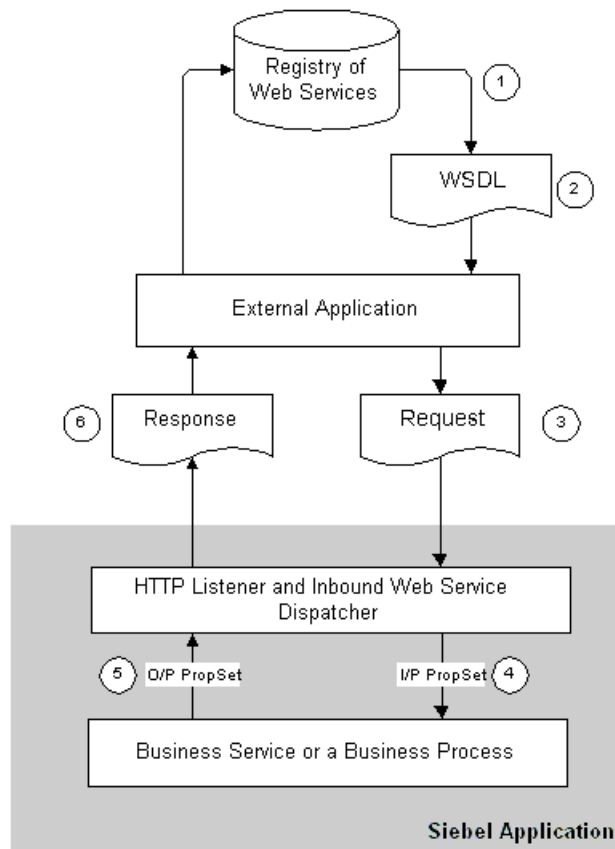 Registry of
Web Services
1
WSDL
2
External Application
6
Response
Request
3
HTTP Listener and Inbound Web Service
Dispatcher
5
O/P PropSet
I/P PropSet
4
Business Service or a Business Process
Siebel Application